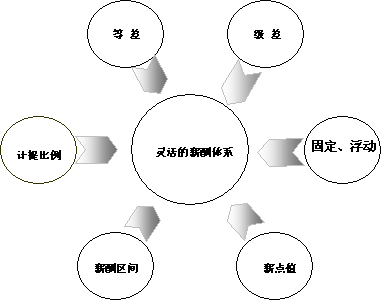 等 差
级 差
计提比例
灵活的薪酬体系
固定、浮动
薪酬区间
薪点值